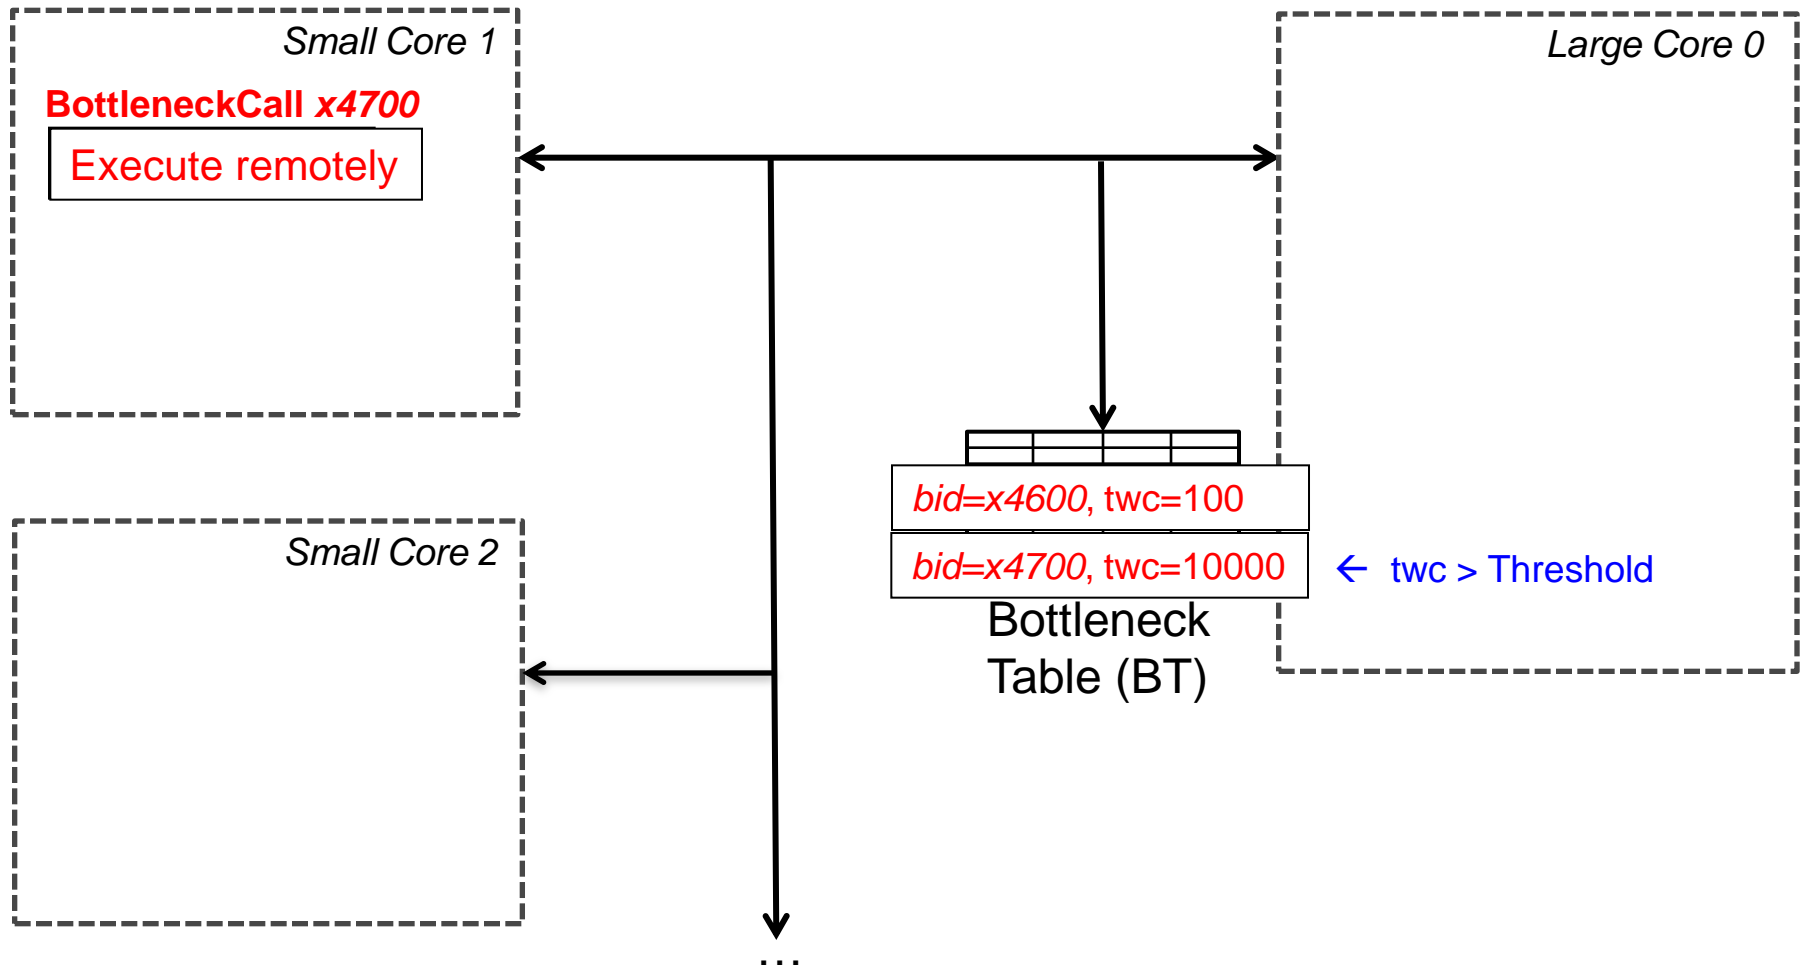 Small Core 1
BottleneckCall x4700
Execute remotely
Large Core 0
bid=x4600, twc=100
bid=x4700, twc=10000
← twc > Threshold
Bottleneck
Table (BT)
Small Core 2
…